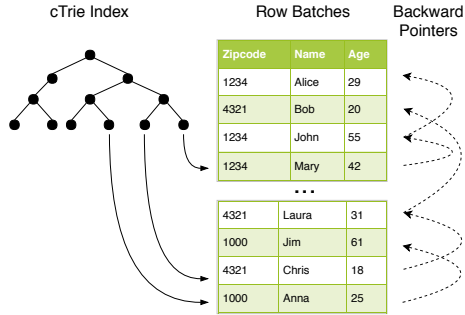 cTrie Index
Row Batches
Backward
Pointers
Zipcode Name Age
1234 Alice 29
4321 Bob 20
1234 John 55
1234 Mary 42
...
4321 Laura 31
1000 Jim 61
4321 Chris 18
1000 Anna 25